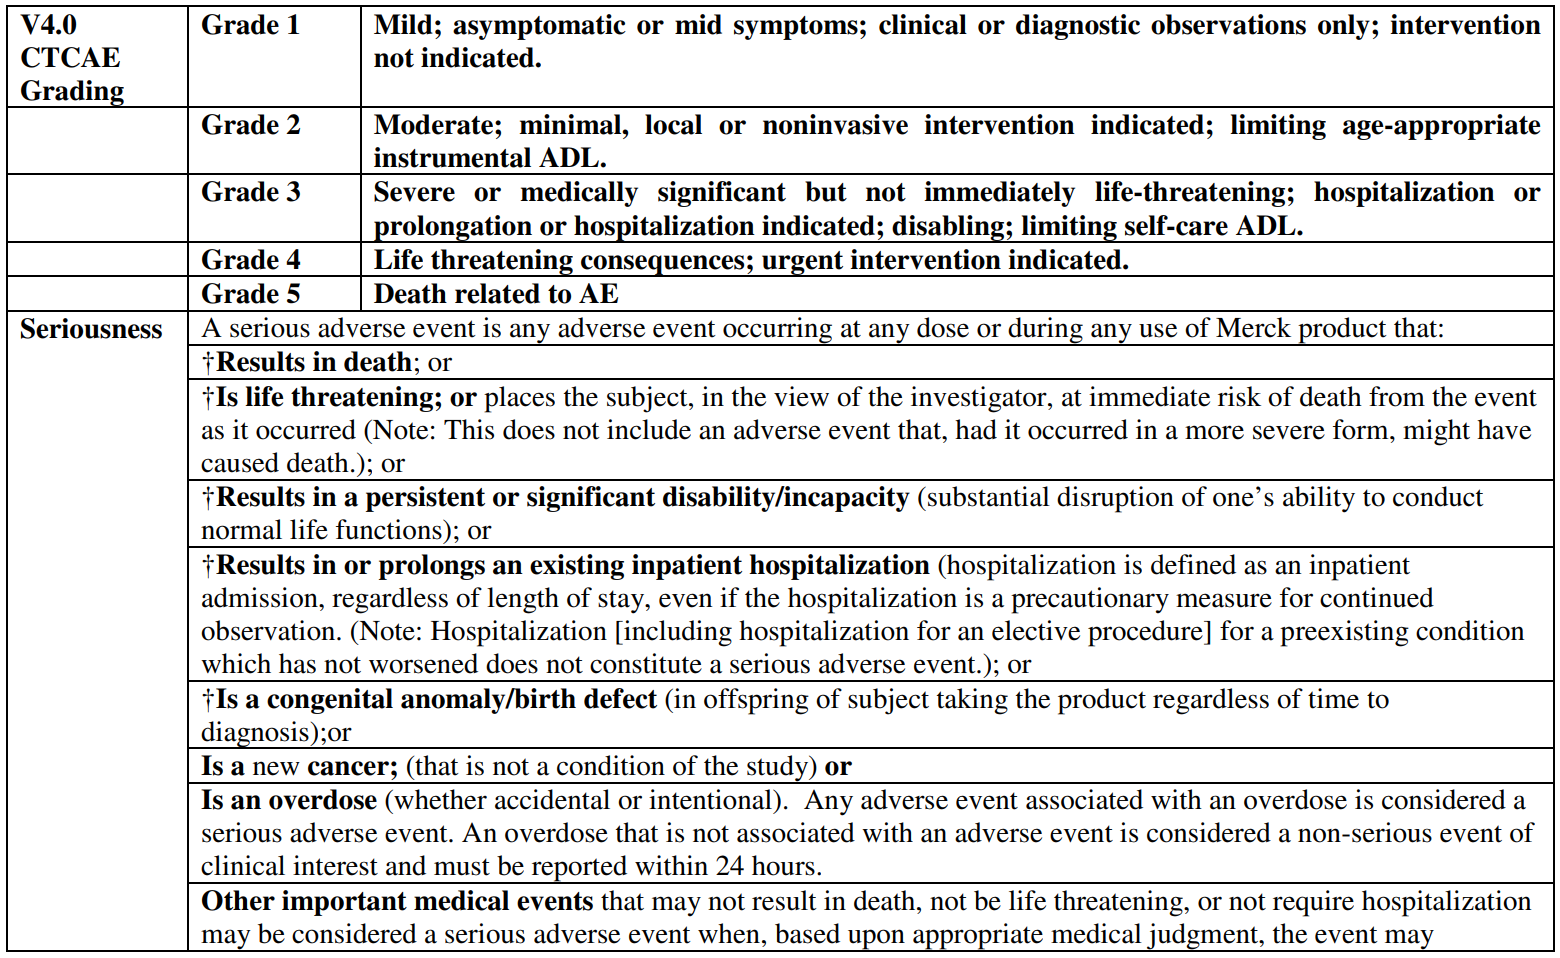 V4.0
CTCAE
Grading
Grade 1
Mild; asymptomatic or mid symptoms; clinical or diagnostic observations only; intervention
not indicated.
Grade 2
Moderate; minimal, local or noninvasive intervention indicated; limiting age-appropriate
instrumental ADL.
Grade 3
Severe or medically significant but not immediately life-threatening; hospitalization or
prolongation or hospitalization indicated; disabling; limiting self-care ADL.
Grade 4
Life threatening consequences; urgent intervention indicated.
Grade 5
Death related to AE
Seriousness
A serious adverse event is any adverse event occurring at any dose or during any use of Merck product that:
†Results in death; or
†Is life threatening; or places the subject, in the view of the investigator, at immediate risk of death from the event
as it occurred (Note: This does not include an adverse event that, had it occurred in a more severe form, might have
caused death.); or
†Results in a persistent or significant disability/incapacity (substantial disruption of one’s ability to conduct
normal life functions); or
†Results in or prolongs an existing inpatient hospitalization (hospitalization is defined as an inpatient
admission, regardless of length of stay, even if the hospitalization is a precautionary measure for continued
observation. (Note: Hospitalization [including hospitalization for an elective procedure] for a preexisting condition
which has not worsened does not constitute a serious adverse event.); or
†Is a congenital anomaly/birth defect (in offspring of subject taking the product regardless of time to
diagnosis);or
Is a new cancer; (that is not a condition of the study) or
Is an overdose (whether accidental or intentional).  Any adverse event associated with an overdose is considered a
serious adverse event. An overdose that is not associated with an adverse event is considered a non-serious event of
clinical interest and must be reported within 24 hours.
Other important medical events that may not result in death, not be life threatening, or not require hospitalization
may be considered a serious adverse event when, based upon appropriate medical judgment, the event may